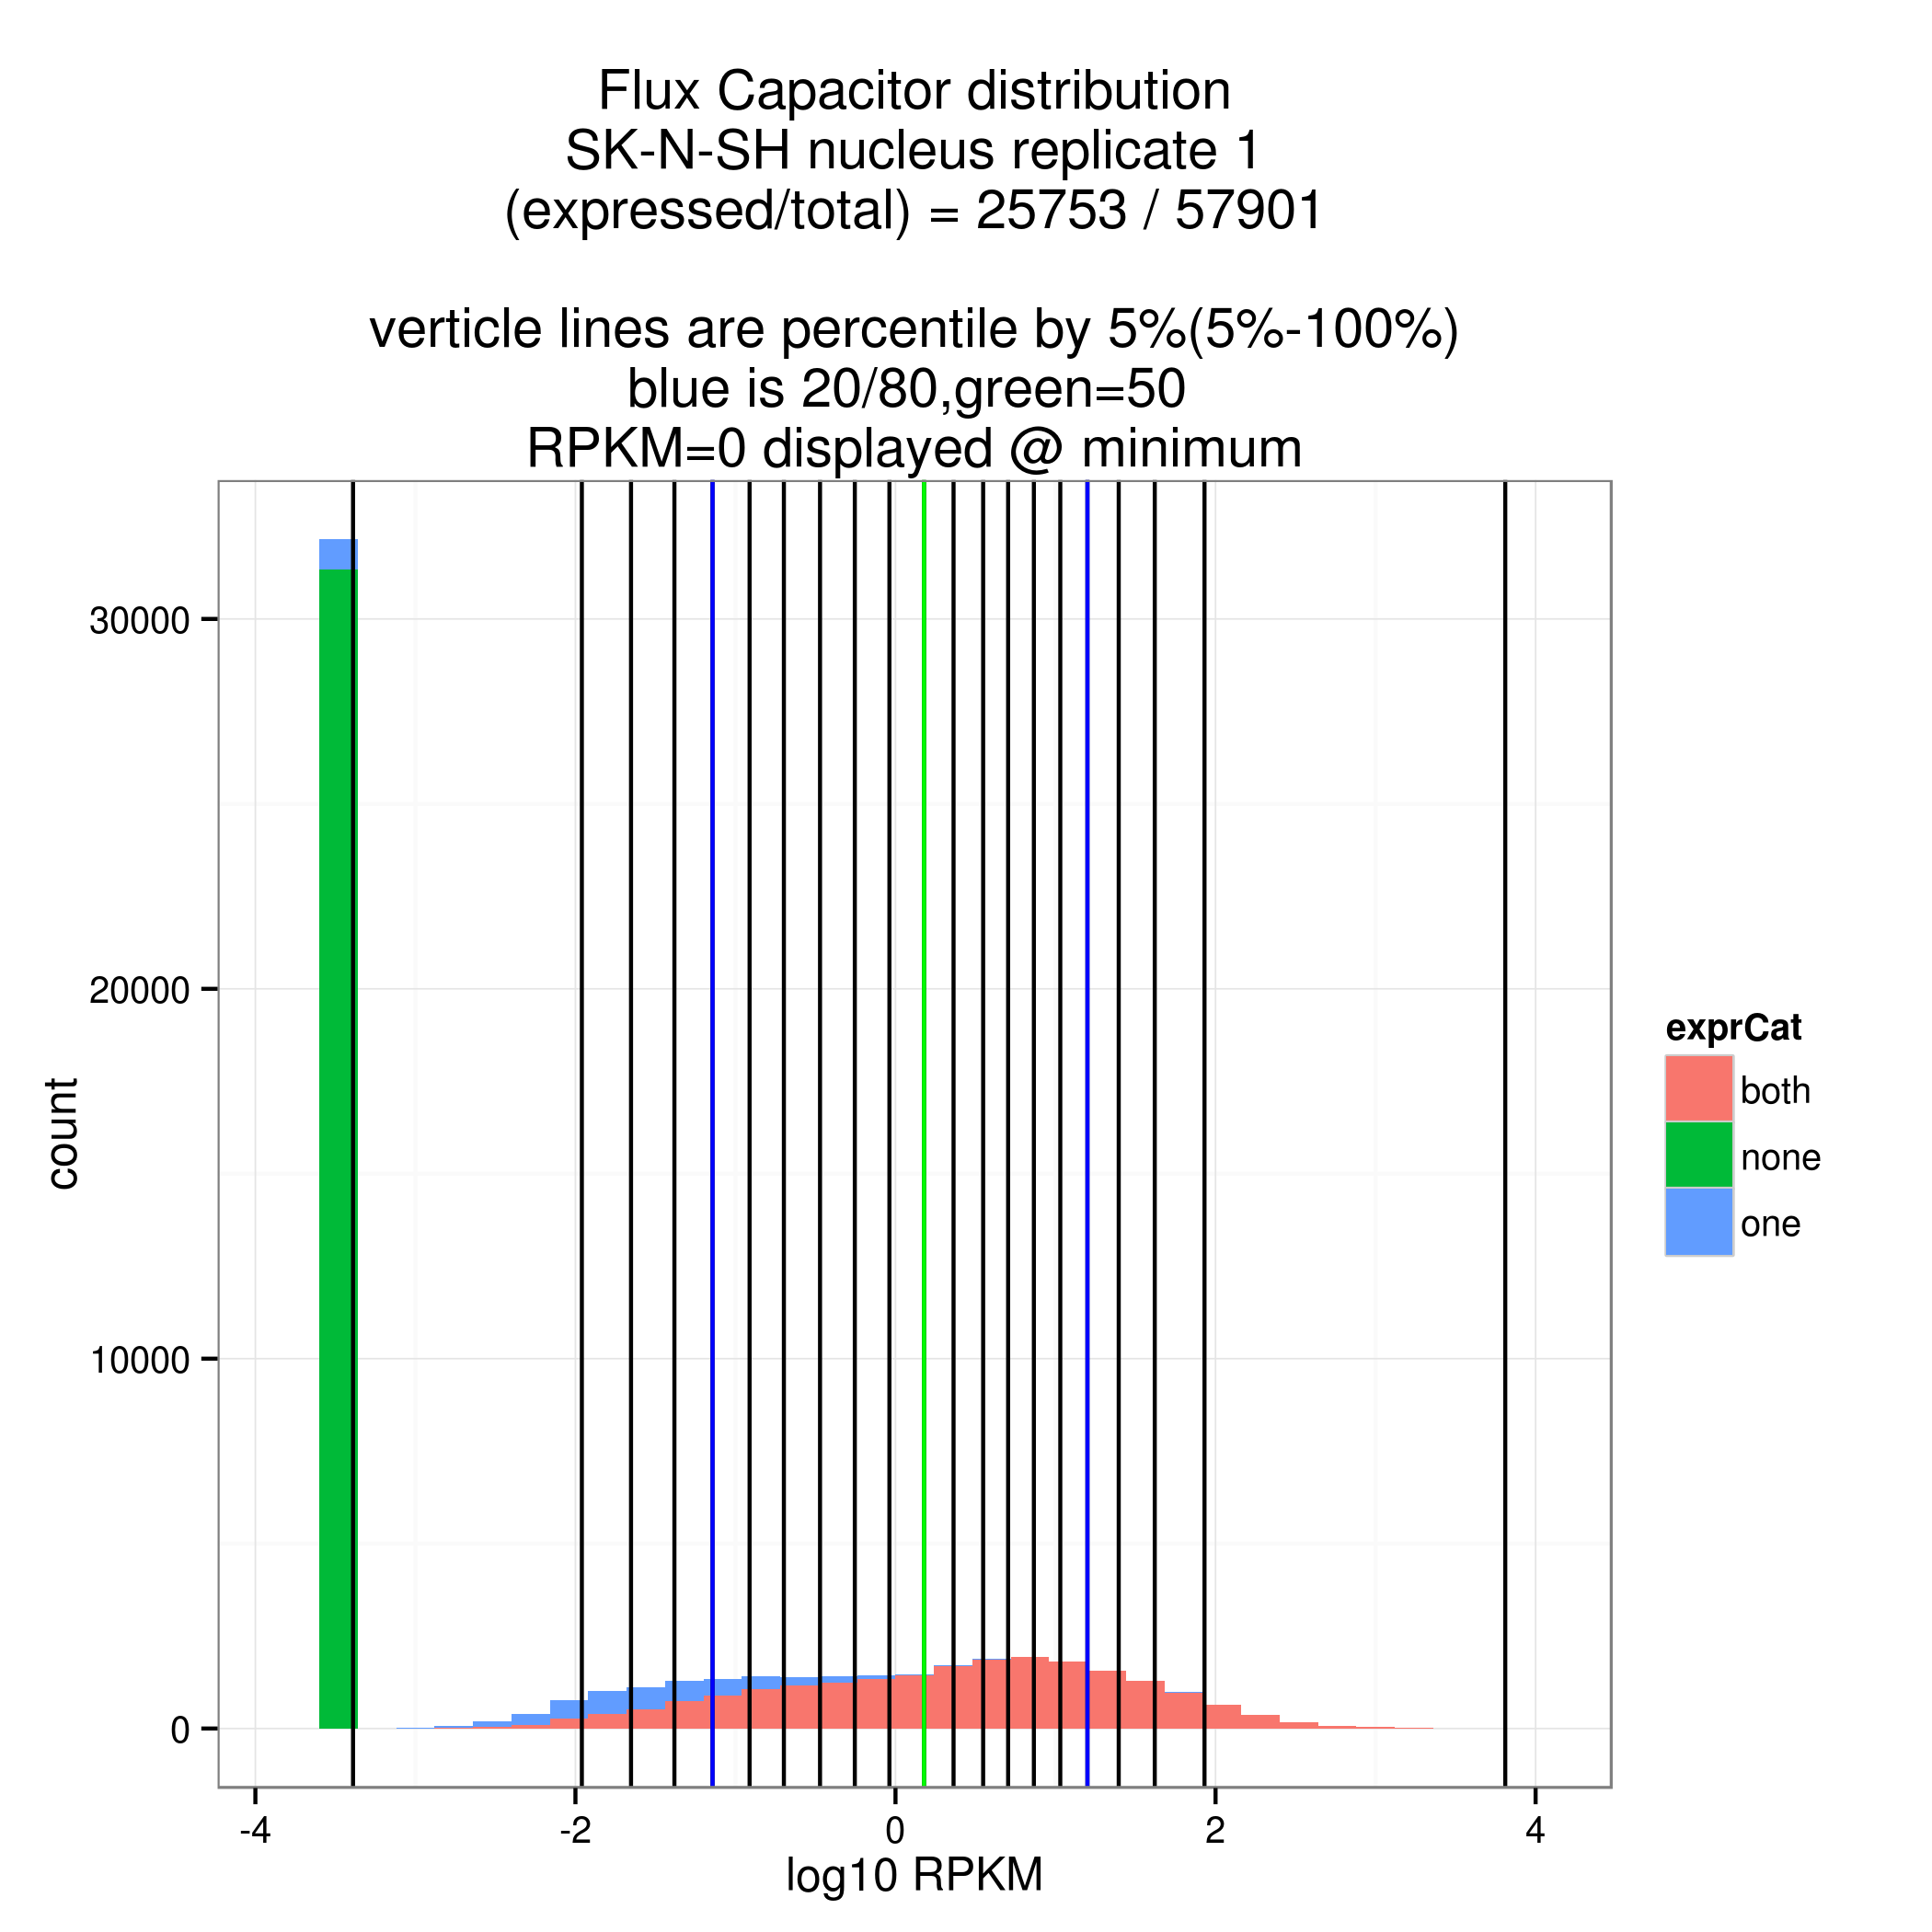 Flux Capacitor distribution
SK-N-SH nucleus replicate 1
(expressed/total) = 25753 / 57901
verticle lines are percentile by 5%(5%-100%)
blue is 20/80,green=50
RPKM=0 displayed @ minimum
30000
20000
10000
0
count
-4
-2
0
2
4
log10 RPKM
exprCat
both
none
one